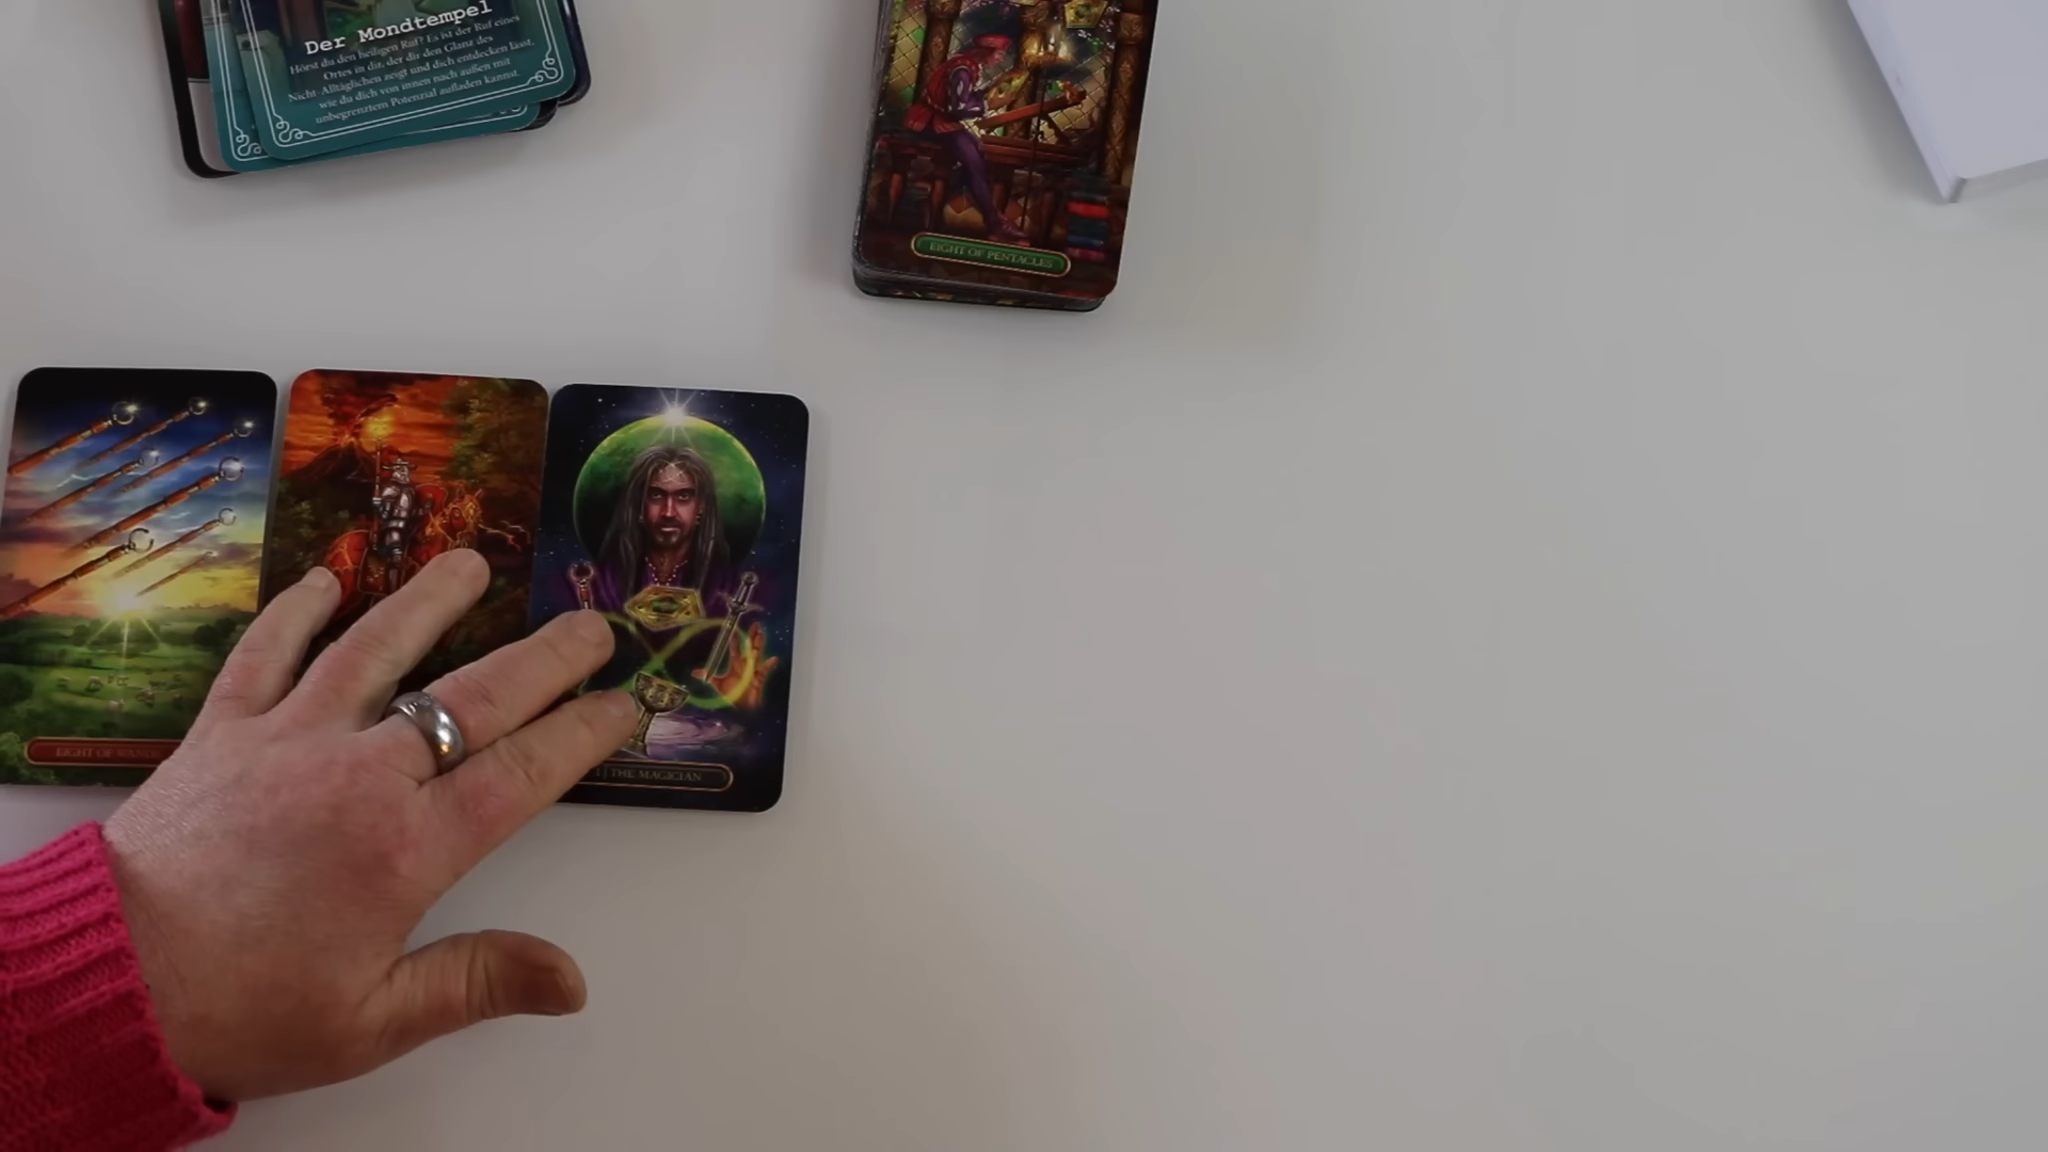 Der Mondtempel
Hörst du den heiligen Ruf? Es ist der Ruf eines
Ortes in dir, der dir den Glanz des
Nicht-Alltäglichen zeigt und dich entdecken lässt,
wie du dich von innen nach außen mit
unbegrenztem Potenzial aufladen kannst.
EIGHT OF PENTACLES
EIGHT OF WANDS
I | THE MAGICIAN